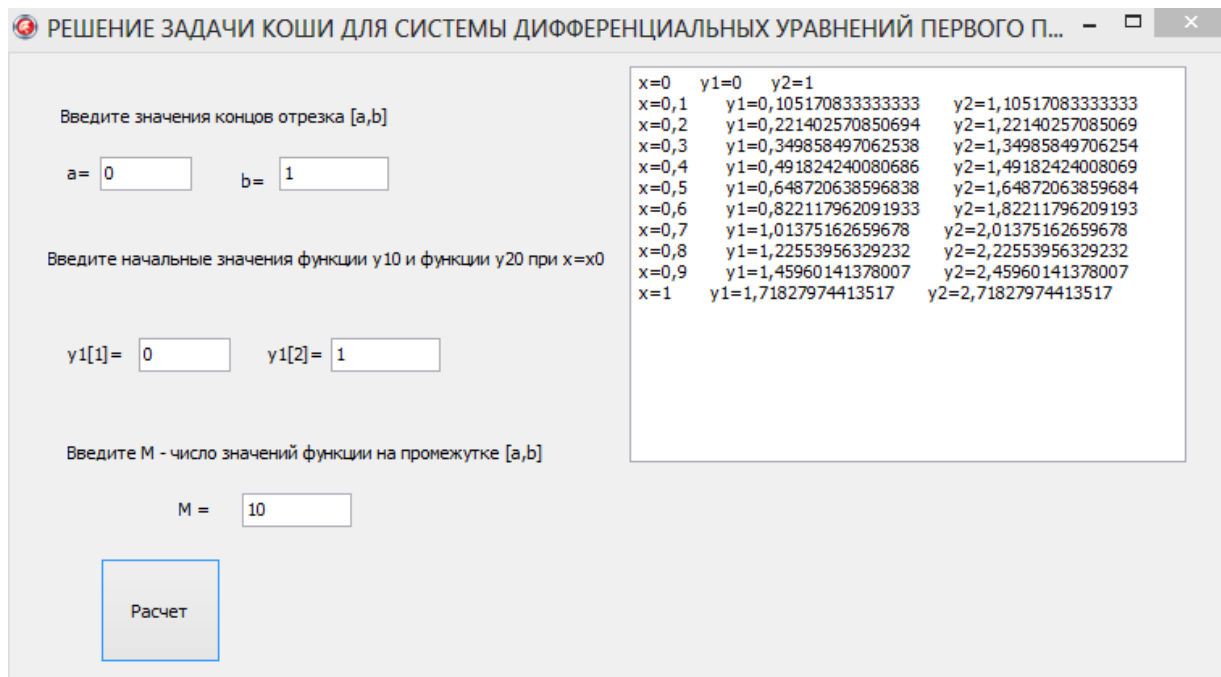 РЕШЕНИЕ ЗАДАЧИ КОШИ ДЛЯ СИСТЕМЫ ДИФФЕРЕНЦИАЛЬНЫХ УРАВНЕНИЙ ПЕРВОГО П...
Введите значения концов отрезка [a,b]
a= 0 b= 1
Введите начальные значения функции y10 и функции y20 при x=x0
y1[1]= 0 y1[2]= 1
Введите M - число значений функции на промежутке [a,b]
M = 10
Расчет
x=0 y1=0 y2=1
x=0,1 y1=0,105170833333333 y2=1,10517083333333
x=0,2 y1=0,221402570850694 y2=1,22140257085069
x=0,3 y1=0,349858497062538 y2=1,34985849706254
x=0,4 y1=0,491824240080686 y2=1,49182424008069
x=0,5 y1=0,648720638596838 y2=1,64872063859684
x=0,6 y1=0,822117962091933 y2=1,82211796209193
x=0,7 y1=1,01375162659678 y2=2,01375162659678
x=0,8 y1=1,22553956329232 y2=2,22553956329232
x=0,9 y1=1,45960141378007 y2=2,45960141378007
x=1 y1=1,71827974413517 y2=2,71827974413517